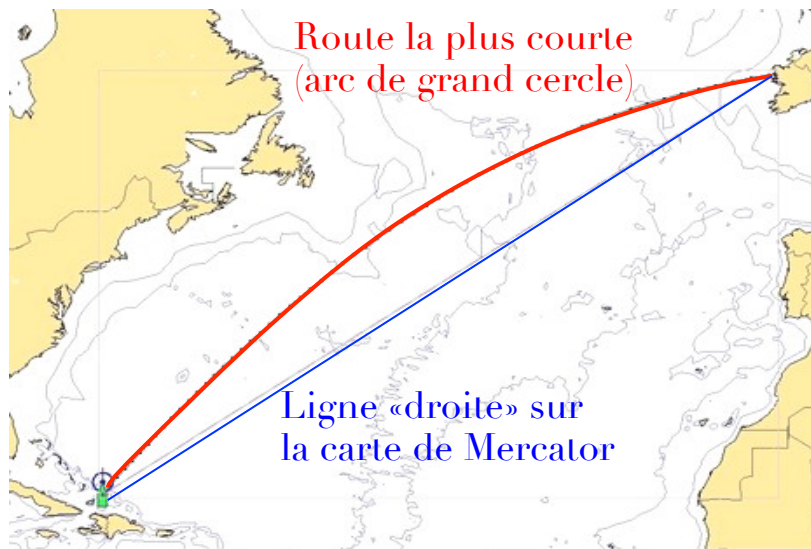 Route la plus courte
(arc de grand cercle)
Ligne «droite» sur
la carte de Mercator